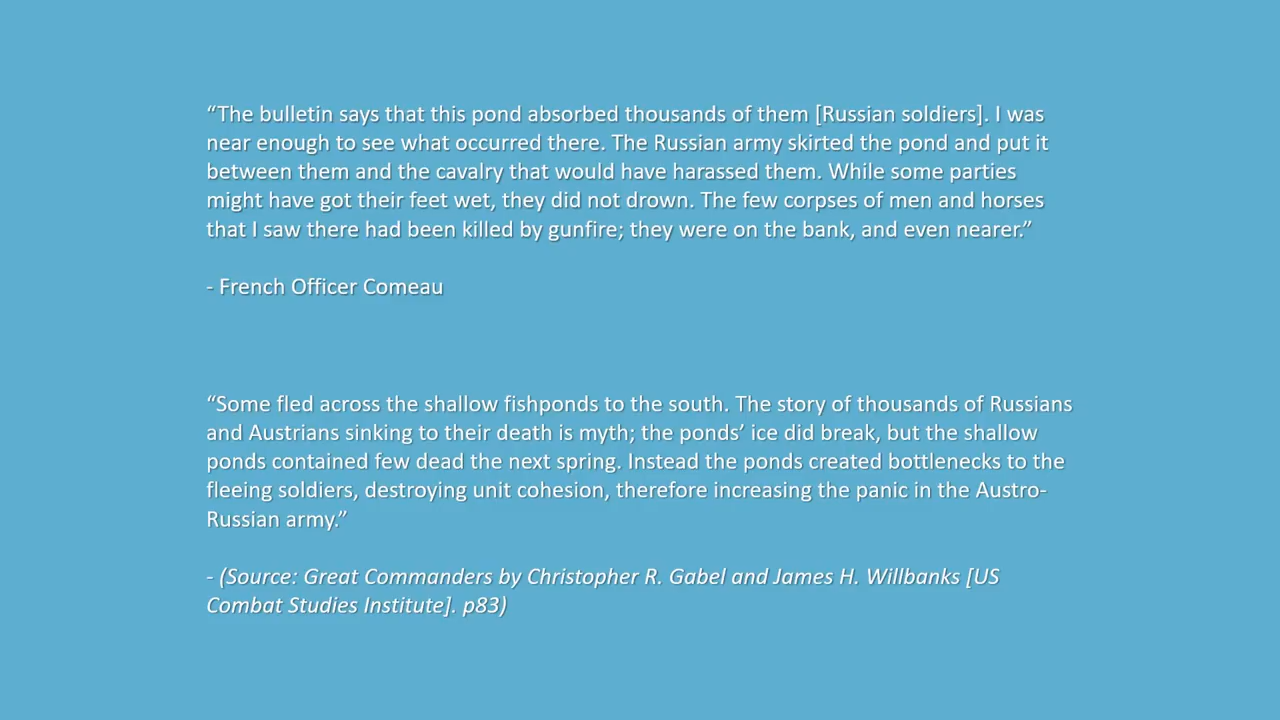 “The bulletin says that this pond absorbed thousands of them [Russian soldiers]. I was
near enough to see what occurred there. The Russian army skirted the pond and put it
between them and the cavalry that would have harassed them. While some parties
might have got their feet wet, they did not drown. The few corpses of men and horses
that I saw there had been killed by gunfire; they were on the bank, and even nearer.”
- French Officer Comeau
“Some fled across the shallow fishponds to the south. The story of thousands of Russians
and Austrians sinking to their death is myth; the ponds’ ice did break, but the shallow
ponds contained few dead the next spring. Instead the ponds created bottlenecks to the
fleeing soldiers, destroying unit cohesion, therefore increasing the panic in the Austro-
Russian army.”
- (Source: Great Commanders by Christopher R. Gabel and James H. Willbanks [US
Combat Studies Institute]. p83)